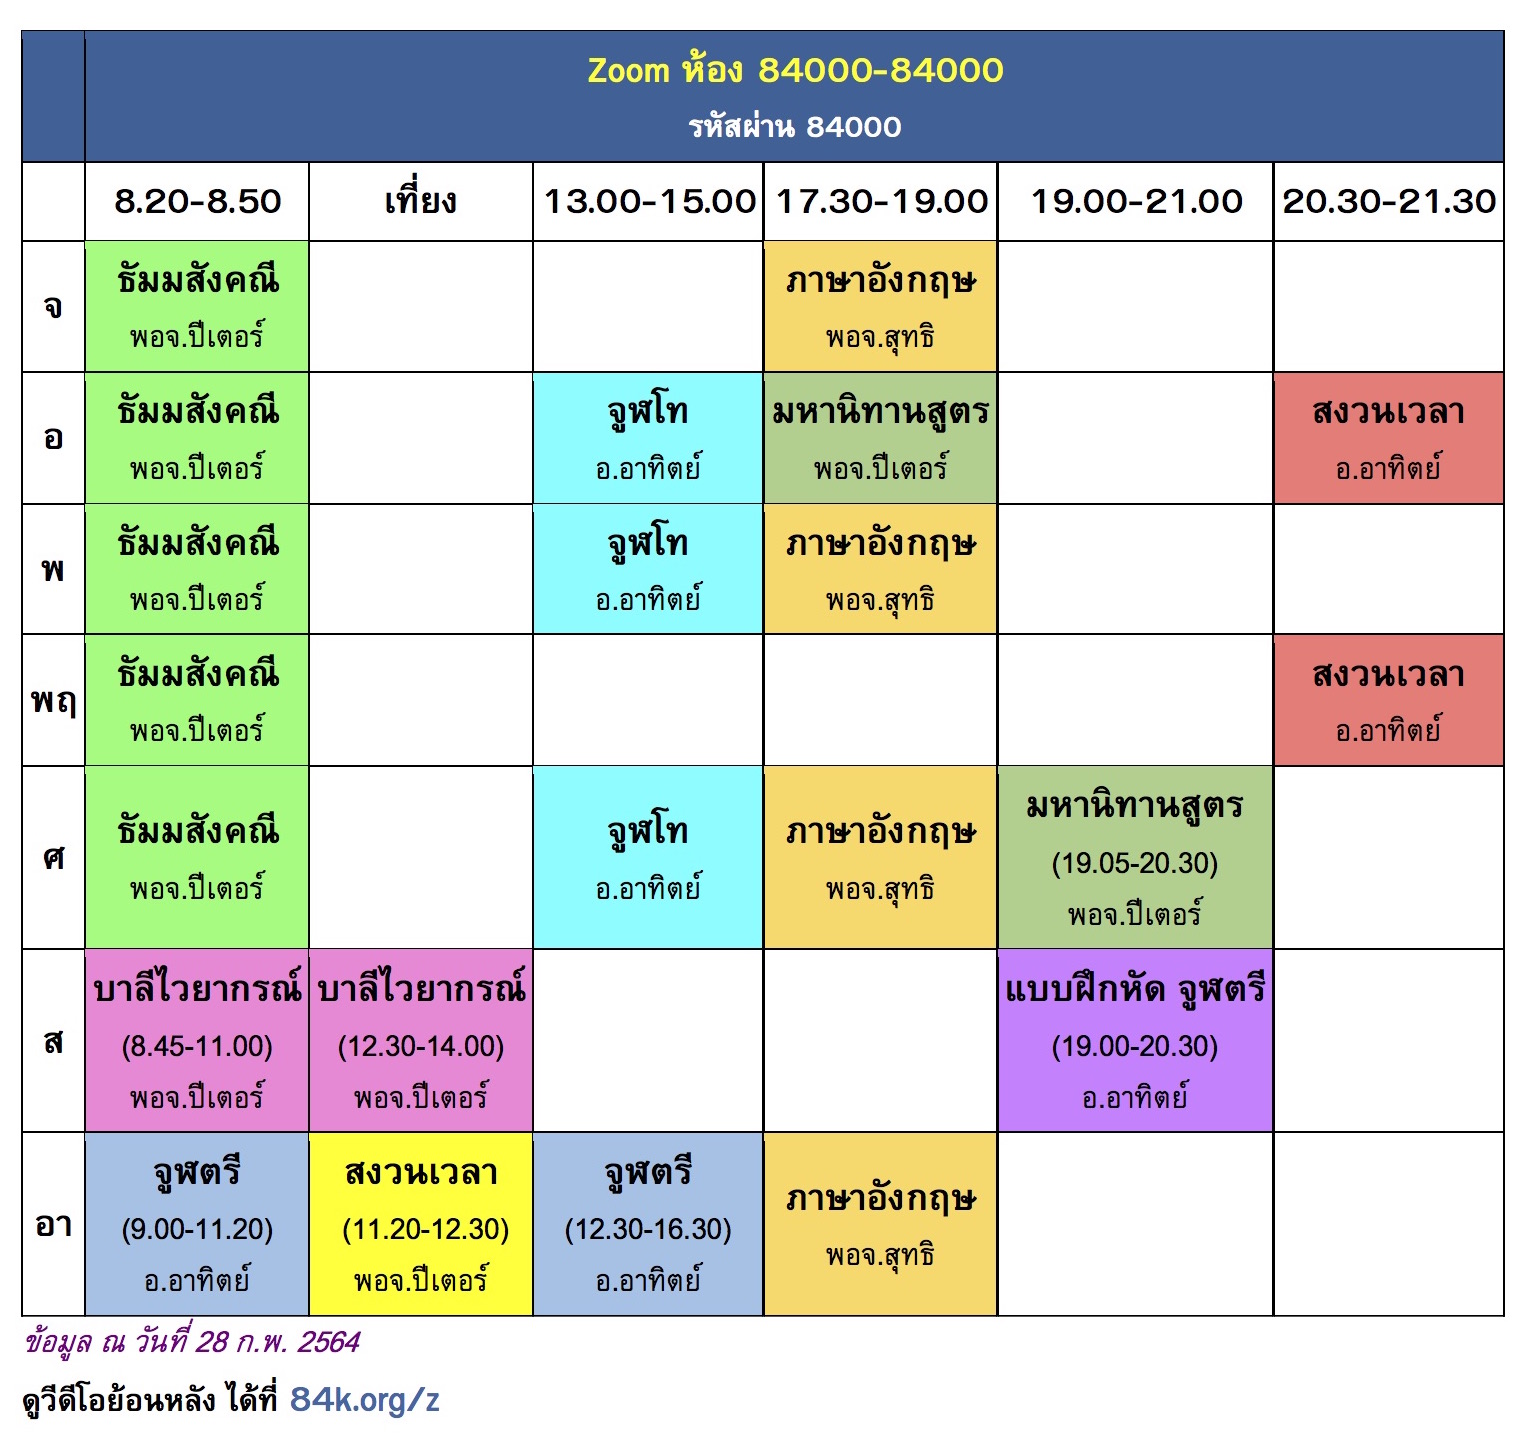 Zoom ห้อง 84000-84000
รหัสผ่าน 84000
8.20-8.50 เที่ยง 13.00-15.00 17.30-19.00 19.00-21.00 20.30-21.30
จ
ธัมมสังคณี
พอจ.ปีเตอร์
ภาษาอังกฤษ
พอจ.สุทธิ
อ
ธัมมสังคณี
พอจ.ปีเตอร์
จูฬโท
อ.อาทิตย์
มหานิทานสูตร
พอจ.ปีเตอร์
สงวนเวลา
อ.อาทิตย์
พ
ธัมมสังคณี
พอจ.ปีเตอร์
จูฬโท
อ.อาทิตย์
ภาษาอังกฤษ
พอจ.สุทธิ
พฤ
ธัมมสังคณี
พอจ.ปีเตอร์
สงวนเวลา
อ.อาทิตย์
ศ
ธัมมสังคณี
พอจ.ปีเตอร์
จูฬโท
อ.อาทิตย์
ภาษาอังกฤษ
พอจ.สุทธิ
มหานิทานสูตร
(19.05-20.30)
พอจ.ปีเตอร์
ส
บาลีไวยากรณ์
(8.45-11.00)
พอจ.ปีเตอร์
บาลีไวยากรณ์
(12.30-14.00)
พอจ.ปีเตอร์
แบบฝึกหัด จูฬตรี
(19.00-20.30)
อ.อาทิตย์
อา
จูฬตรี
(9.00-11.20)
อ.อาทิตย์
สงวนเวลา
(11.20-12.30)
พอจ.ปีเตอร์
จูฬตรี
(12.30-16.30)
อ.อาทิตย์
ภาษาอังกฤษ
พอจ.สุทธิ
ข้อมูล ณ วันที่ 28 ก.พ. 2564
ดูวีดีโอย้อนหลัง ได้ที่ 84k.org/z